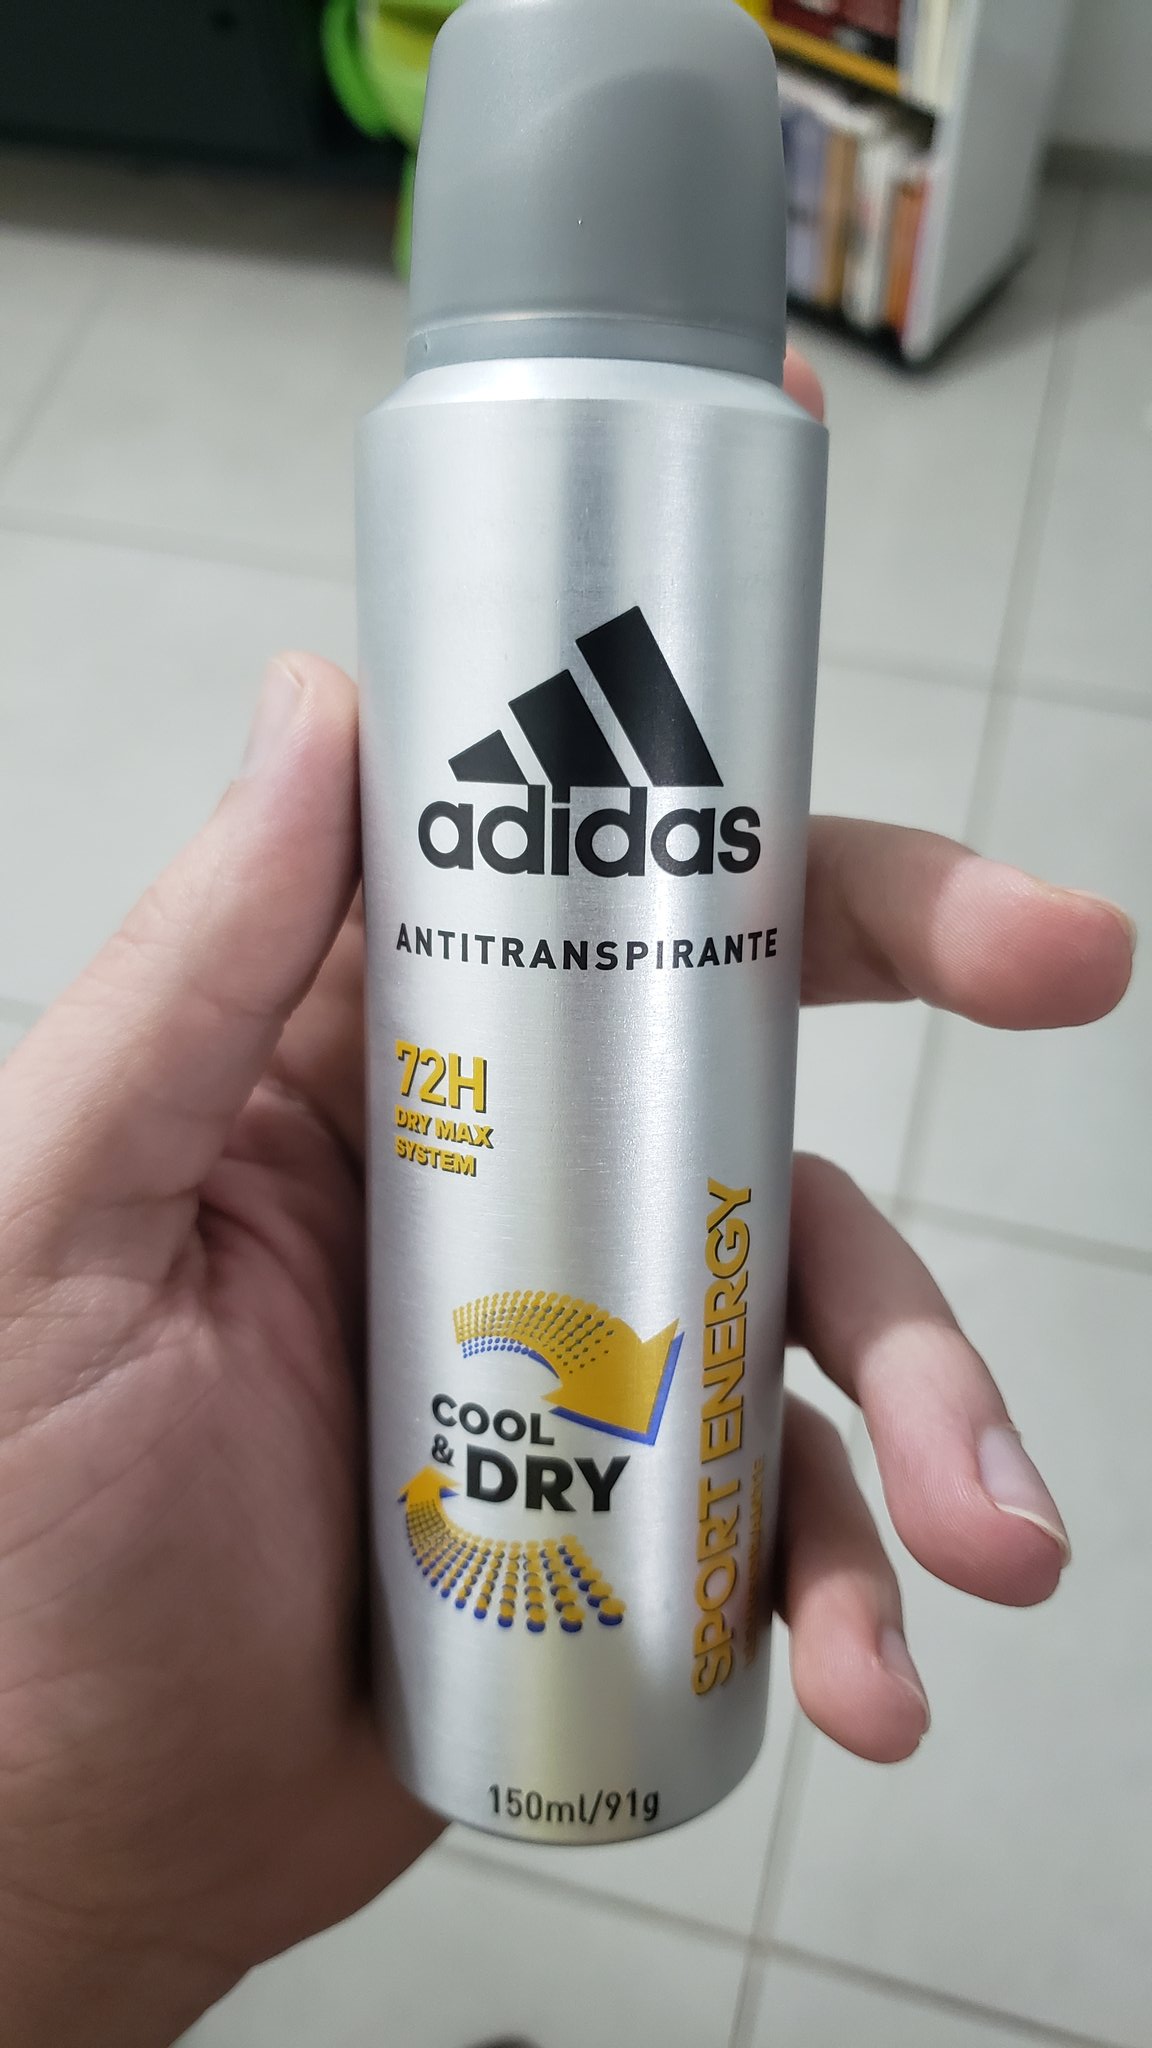 adidas
ANTITRANSPIRANTE
72H
DRY MAX
SYSTEM
COOL
& DRY
SPORT ENERGY
150ml/91g